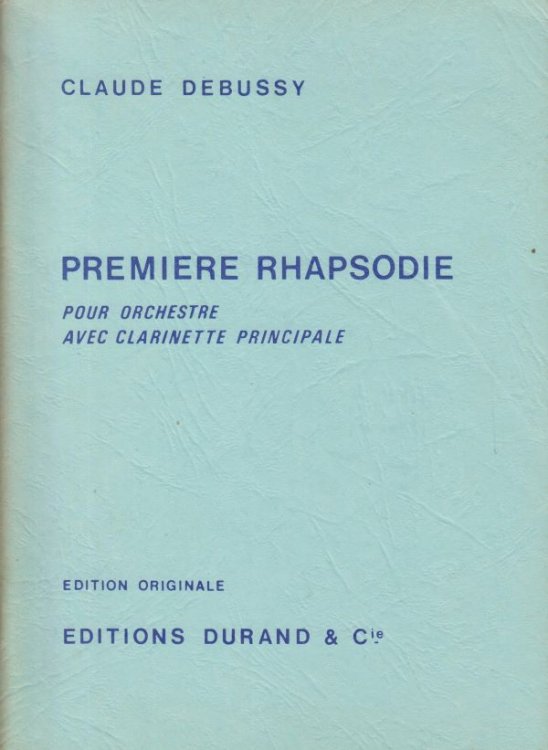 CLAUDE DEBUSSY
PREMIERE RHAPSODIE
POUR ORCHESTRE
AVEC CLARINETTE PRINCIPALE
EDITION ORIGINALE
EDITIONS DURAND & Cie